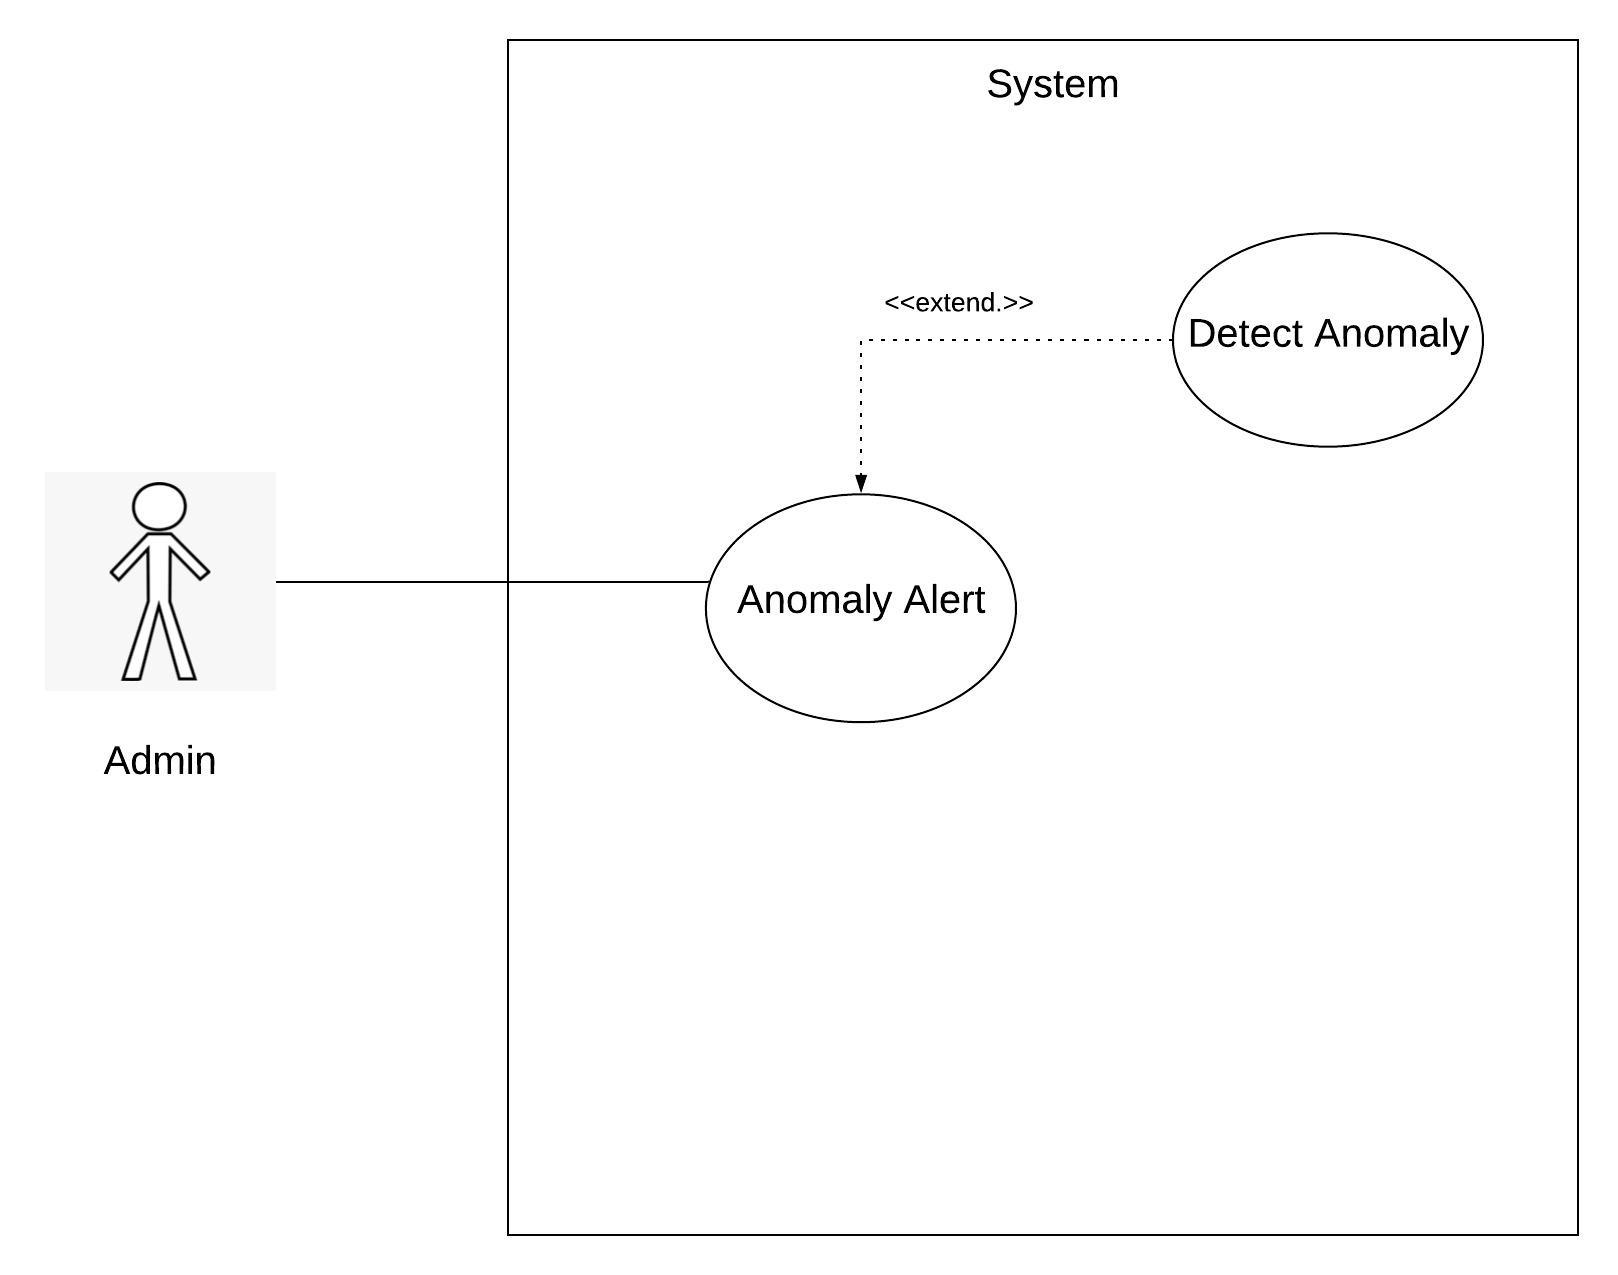 System
<<extend.>>
Detect Anomaly
Anomaly Alert
Admin